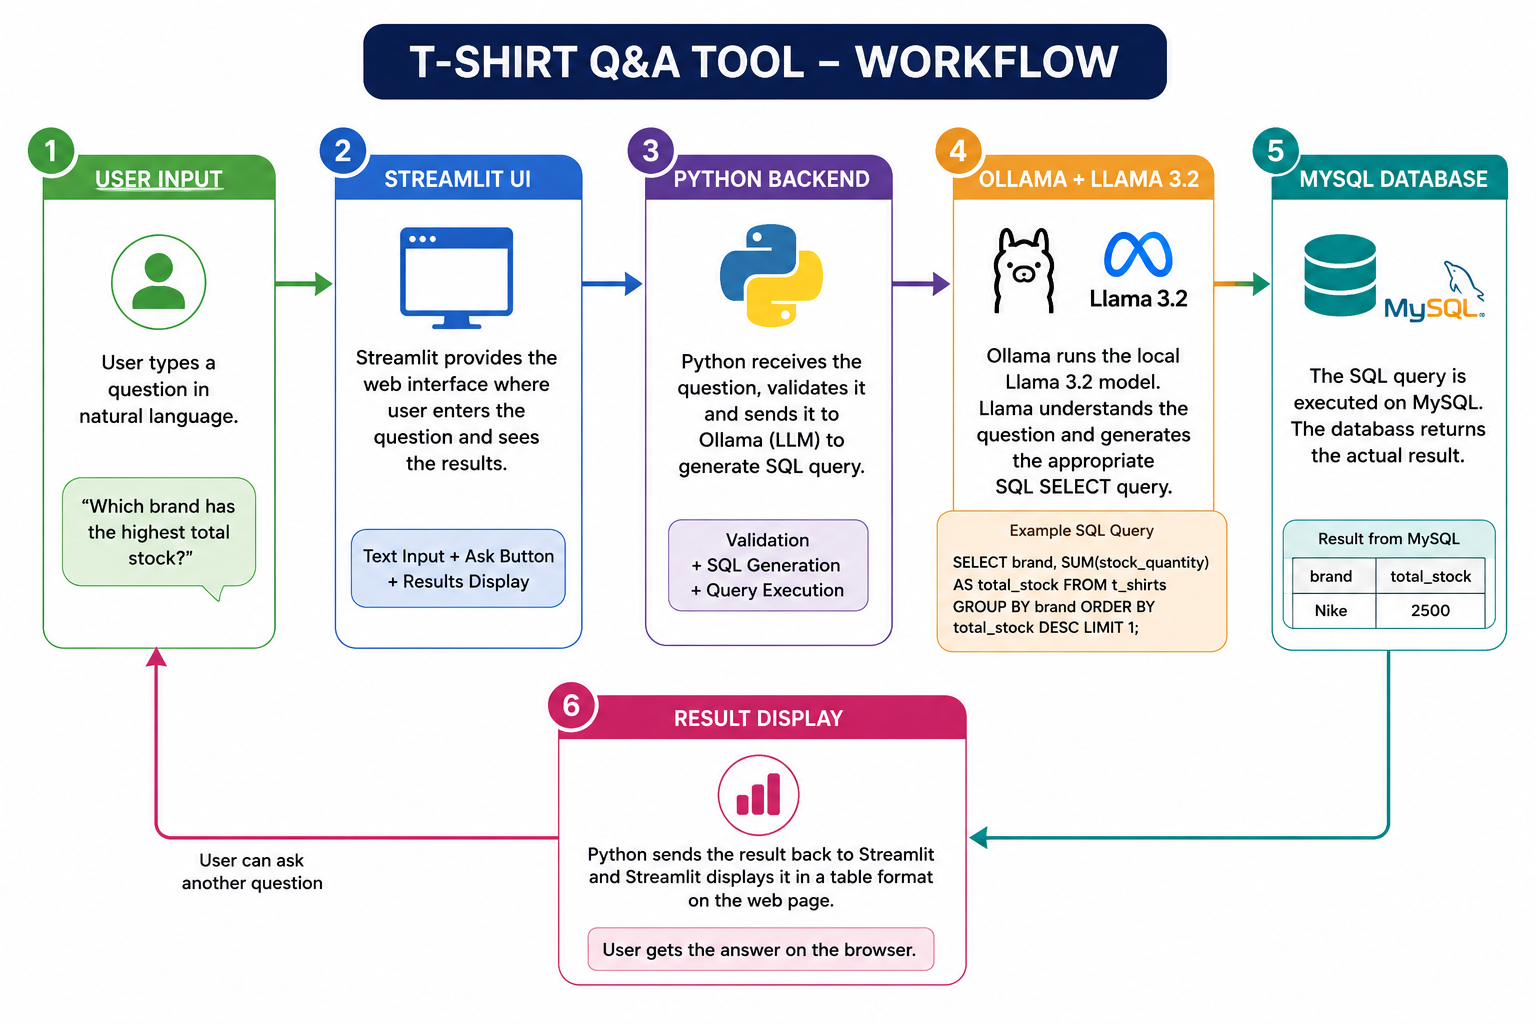 T-SHIRT Q&A TOOL – WORKFLOW
1
USER INPUT
User types a
question in
natural language.
“Which brand has
the highest total
stock?”
2
STREAMLIT UI
Streamlit provides the
web interface where
user enters the
question and sees
the results.
Text Input + Ask Button
+ Results Display
3
PYTHON BACKEND
Python receives the
question, validates it
and sends it to
Ollama (LLM) to
generate SQL query.
Validation
+ SQL Generation
+ Query Execution
4
OLLAMA + LLAMA 3.2
Llama 3.2
Ollama runs the local
Llama 3.2 model.
Llama understands the
question and generates
the appropriate
SQL SELECT query.
Example SQL Query
SELECT brand, SUM(stock_quantity)
AS total_stock FROM t_shirts
GROUP BY brand ORDER BY
total_stock DESC LIMIT 1;
5
MYSQL DATABASE
MySQL
The SQL query is
executed on MySQL.
The databass returns
the actual result.
Result from MySQL
brand total_stock
Nike 2500
6
RESULT DISPLAY
Python sends the result back to Streamlit
and Streamlit displays it in a table format
on the web page.
User gets the answer on the browser.
User can ask
another question